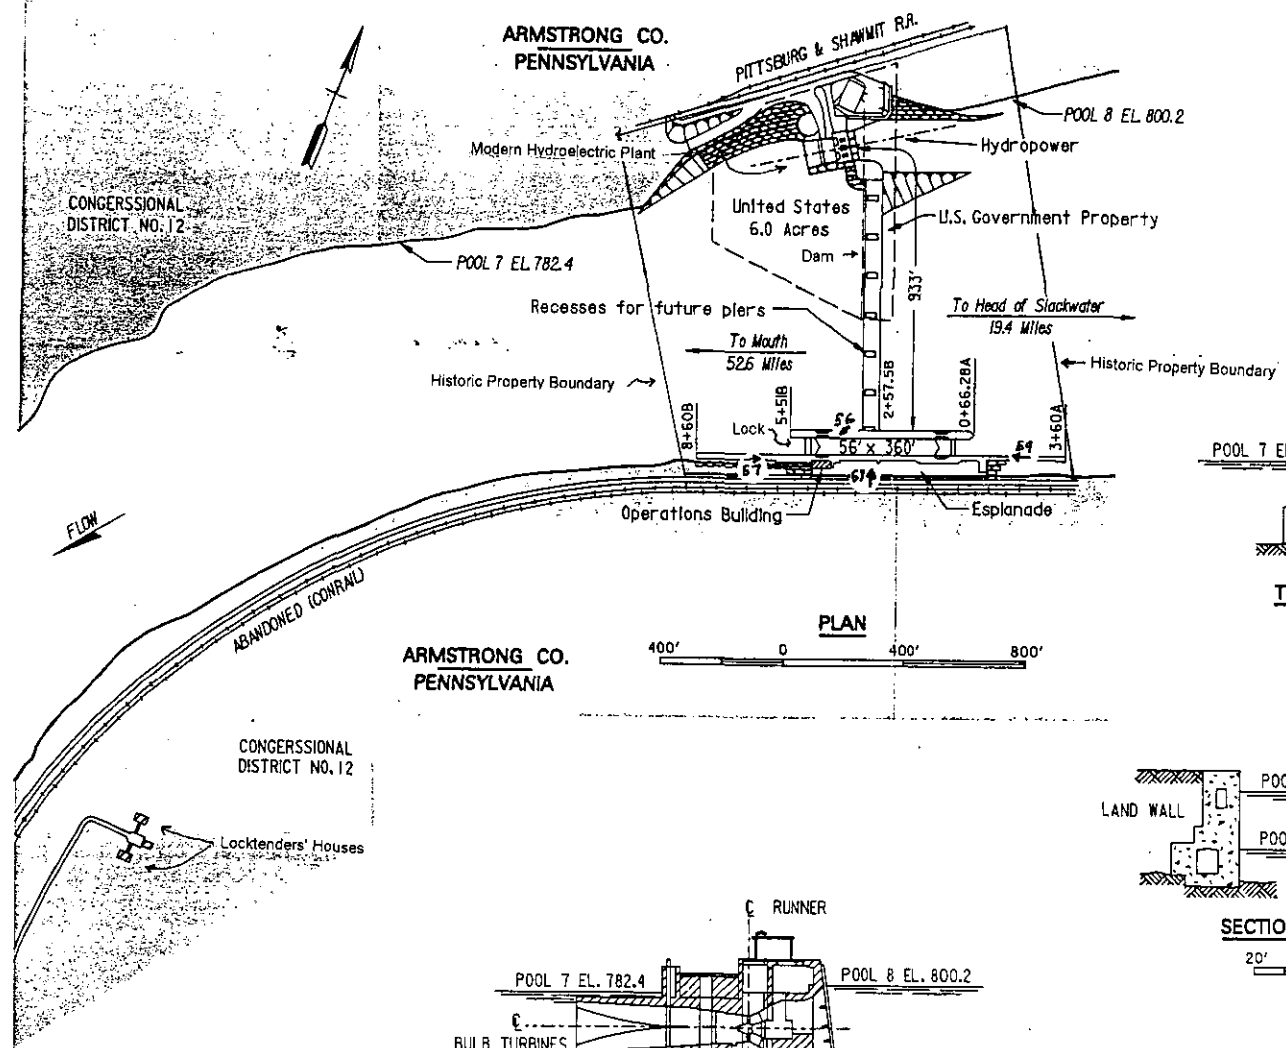 ARMSTRONG CO.
PENNSYLVANIA
PITTSBURG & SHAWMIT R.R.
POOL 8 EL. 800.2
Modern Hydroelectric Plant
Hydropower
CONGERSSIONAL
DISTRICT NO. 12
United States
6.0 Acres
U.S. Government Property
Dam
POOL 7 EL. 782.4
933'
Recesses for future piers
To Head of Slackwater
19.4 Miles
To Mouth
52.6 Miles
Historic Property Boundary
Historic Property Boundary
8+60B
5+51B
2+57.5B
0+66.28A
3+60A
56
Lock
56' x 360'
POOL 7 EL
67
Operations Building
Esplanade
FLOW
ABANDONED (CONRAIL)
PLAN
400' 0 400' 800'
ARMSTRONG CO.
PENNSYLVANIA
CONGERSSIONAL
DISTRICT NO. 12
LAND WALL
Locktenders' Houses
SECTIO
20'
℄ RUNNER
POOL 7 EL. 782.4
POOL 8 EL. 800.2
℄
BULB TURBINES